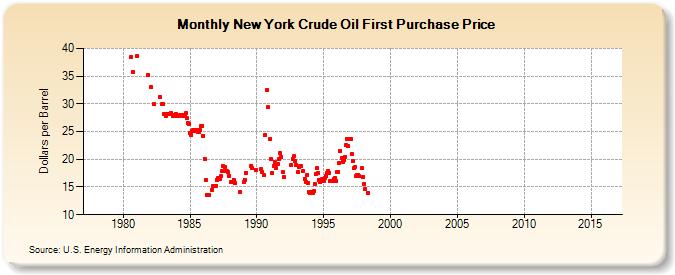 Monthly New York Crude Oil First Purchase Price
Dollars per Barrel
40
35
30
25
20
15
10
1980 1985 1990 1995 2000 2005 2010 2015
Source: U.S. Energy Information Administration